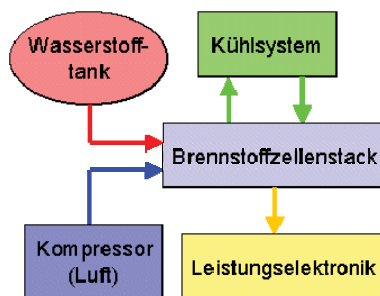 Wasserstoff-
tank
Kühlsystem
Brennstoffzellenstack
Kompressor
(Luft)
Leistungselektronik